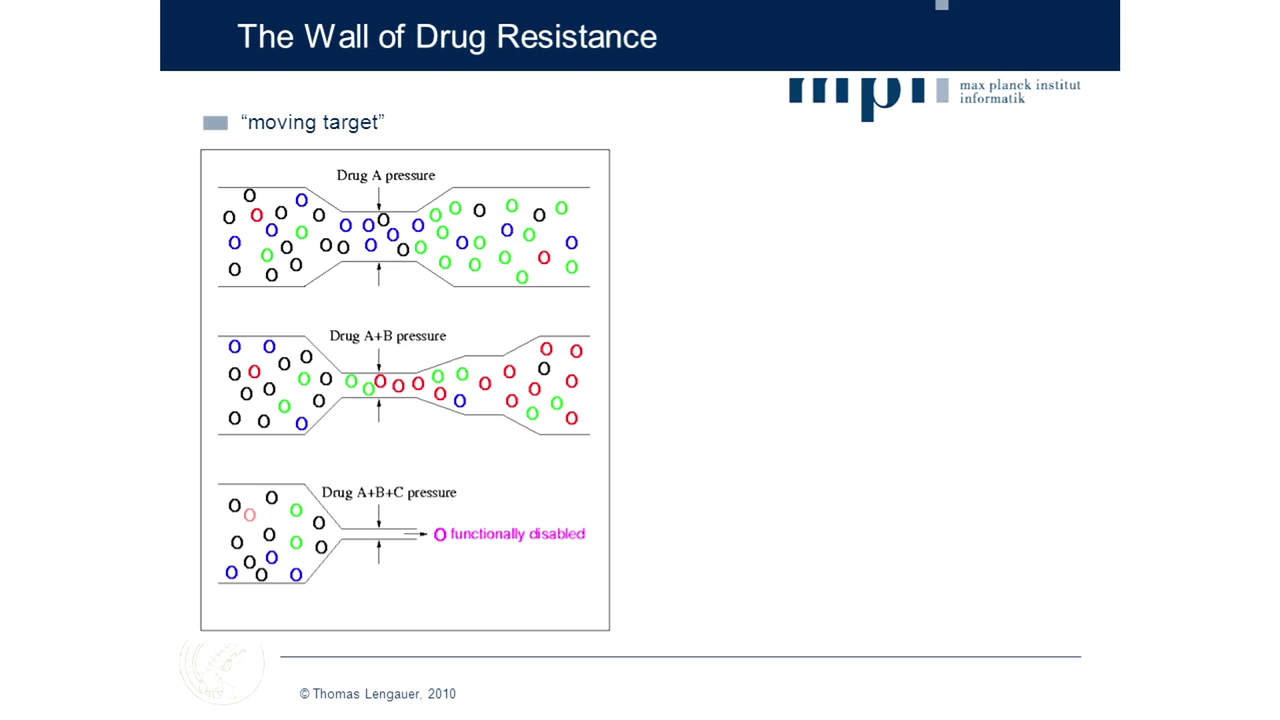 The Wall of Drug Resistance
mpi
max planck institut
informatik
“moving target”
Drug A pressure
Drug A+B pressure
Drug A+B+C pressure
O functionally disabled
© Thomas Lengauer, 2010